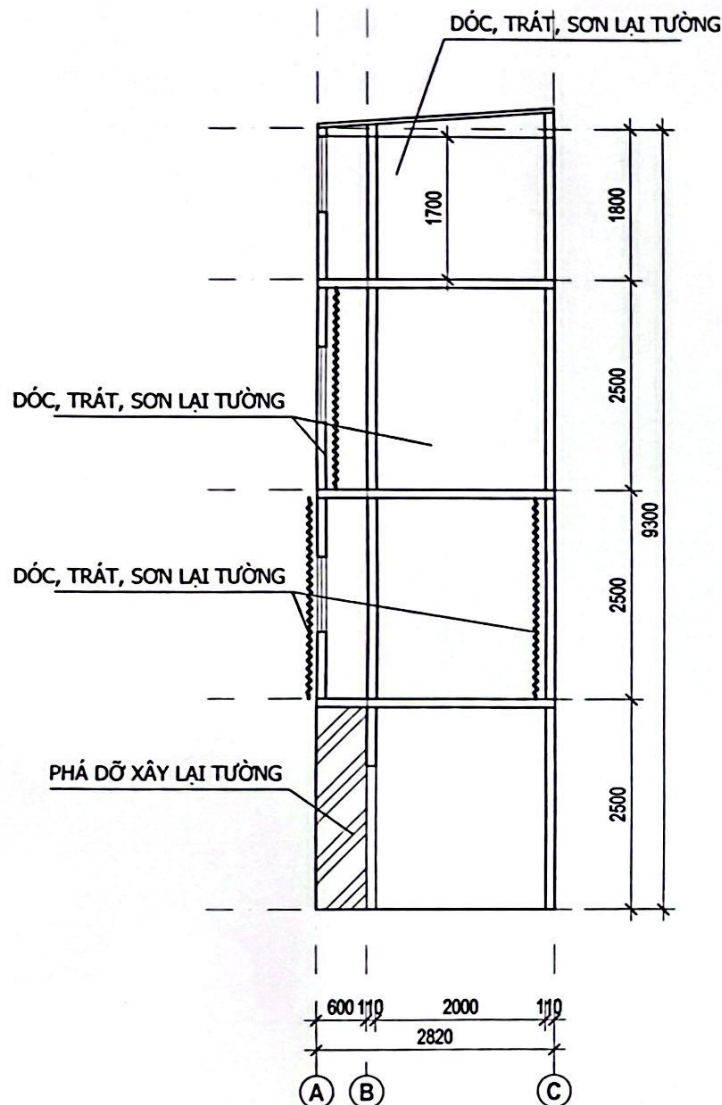 DÓC, TRÁT, SƠN LẠI TƯỜNG
1700
1800
2500
DÓC, TRÁT, SƠN LẠI TƯỜNG
9300
2500
DÓC, TRÁT, SƠN LẠI TƯỜNG
PHÁ DỠ XÂY LẠI TƯỜNG
2500
600 110 2000 110
2820
A B C